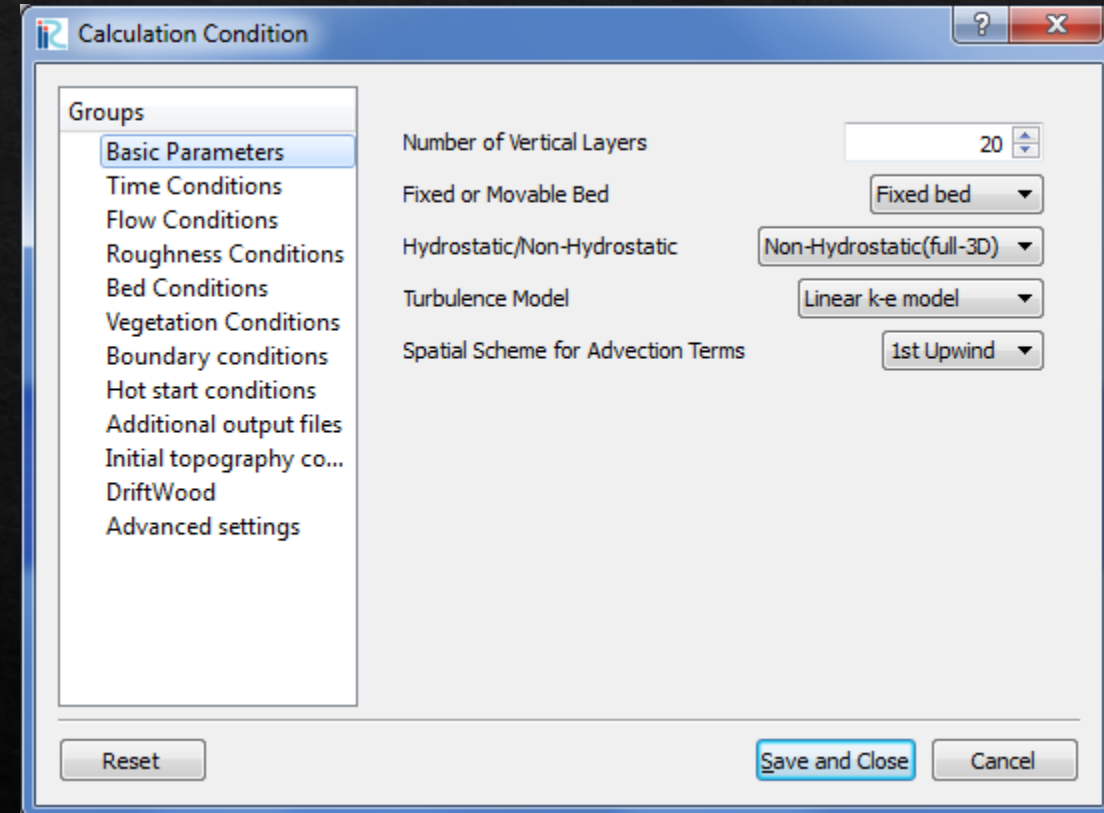 iRIC Calculation Condition
Groups
Basic Parameters
Time Conditions
Flow Conditions
Roughness Conditions
Bed Conditions
Vegetation Conditions
Boundary conditions
Hot start conditions
Additional output files
Initial topography co...
DriftWood
Advanced settings
Number of Vertical Layers 20
Fixed or Movable Bed Fixed bed
Hydrostatic/Non-Hydrostatic Non-Hydrostatic(full-3D)
Turbulence Model Linear k-e model
Spatial Scheme for Advection Terms 1st Upwind
Reset Save and Close Cancel